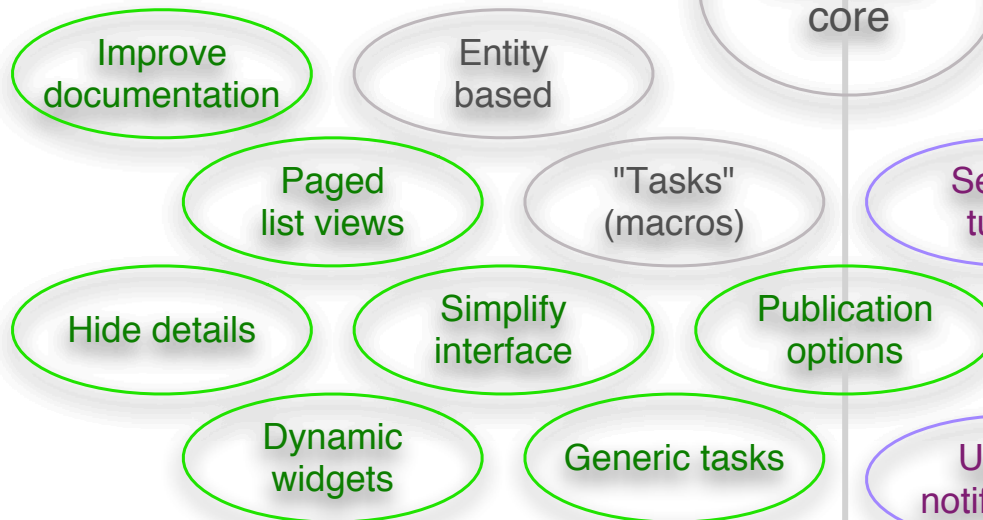 core
Improve
documentation
Entity
based
Paged
list views
"Tasks"
(macros)
Hide details
Simplify
interface
Publication
options
Dynamic
widgets
Generic tasks